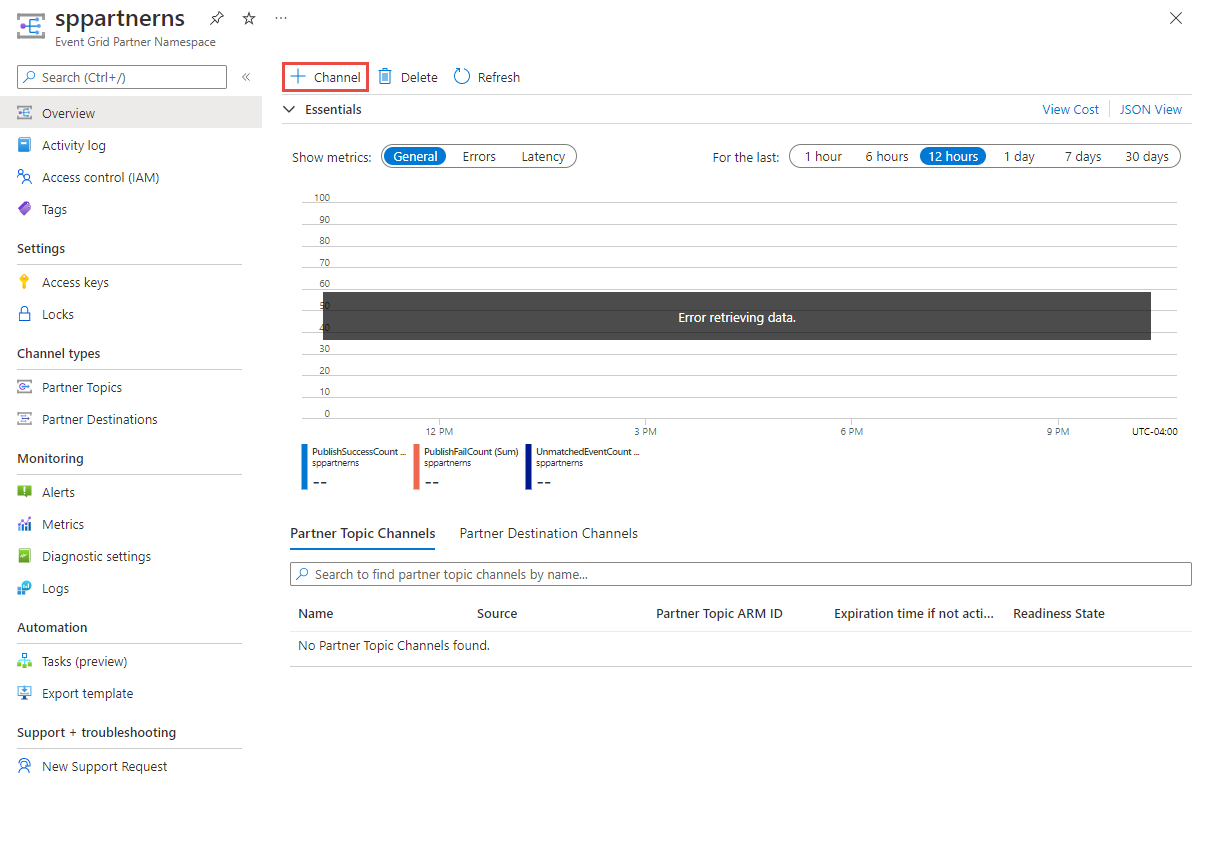 sppartnerns
Event Grid Partner Namespace
Search (Ctrl+/)
Overview
Activity log
Access control (IAM)
Tags
Settings
Access keys
Locks
Channel types
Partner Topics
Partner Destinations
Monitoring
Alerts
Metrics
Diagnostic settings
Logs
Automation
Tasks (preview)
Export template
Support + troubleshooting
New Support Request
Channel Delete Refresh
Essentials View Cost JSON View
Show metrics: General Errors Latency For the last: 1 hour 6 hours 12 hours 1 day 7 days 30 days
100
90
80
70
60
50
Error retrieving data.
40
30
20
10
0
12 PM 3 PM 6 PM 9 PM UTC-04:00
PublishSuccessCount ... PublishFailCount (Sum) UnmatchedEventCount ...
sppartnerns sppartnerns sppartnerns
-- -- --
Partner Topic Channels Partner Destination Channels
Search to find partner topic channels by name...
Name Source Partner Topic ARM ID Expiration time if not acti... Readiness State
No Partner Topic Channels found.